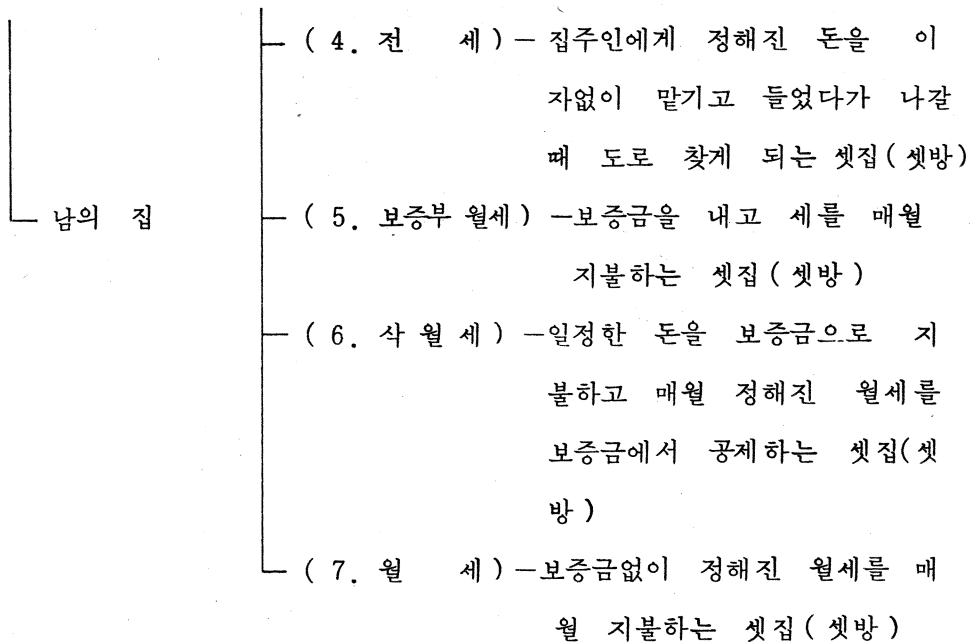 ( 4. 전 세 ) — 집주인에게 정해진 돈을 이
자없이 맡기고 들었다가 나갈
때 도로 찾게 되는 셋집 ( 셋방 )
남의 집 ( 5. 보증부 월세 ) — 보증금을 내고 세를 매월
지불하는 셋집 ( 셋방 )
( 6. 삭 월 세 ) — 일정한 돈을 보증금으로 지
불하고 매월 정해진 월세를
보증금에서 공제하는 셋집( 셋
방 )
( 7. 월 세 ) — 보증금없이 정해진 월세를 매
월 지불하는 셋집 ( 셋방 )